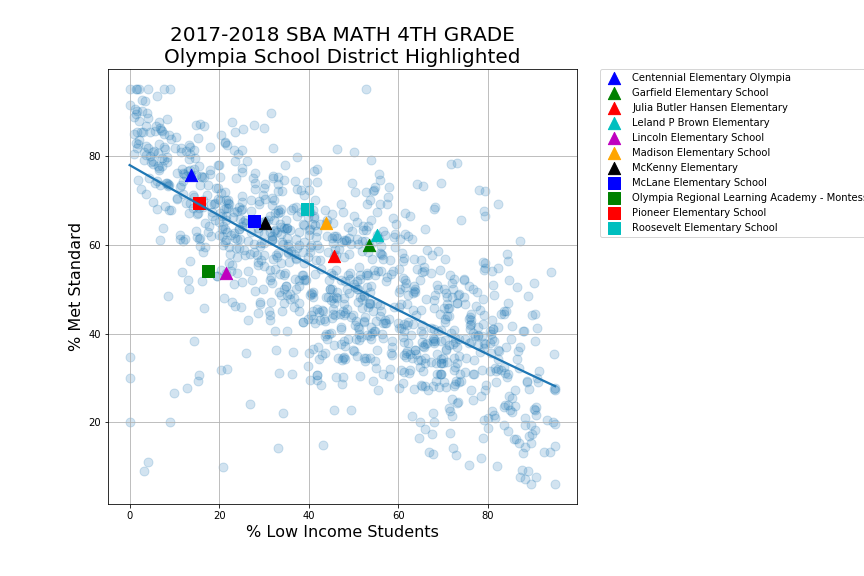 2017-2018 SBA MATH 4TH GRADE
Olympia School District Highlighted
% Met Standard
80
60
40
20
0
20
40
60
80
% Low Income Students
Centennial Elementary Olympia
Garfield Elementary School
Julia Butler Hansen Elementary
Leland P Brown Elementary
Lincoln Elementary School
Madison Elementary School
McKenny Elementary
McLane Elementary School
Olympia Regional Learning Academy - Montess
Pioneer Elementary School
Roosevelt Elementary School